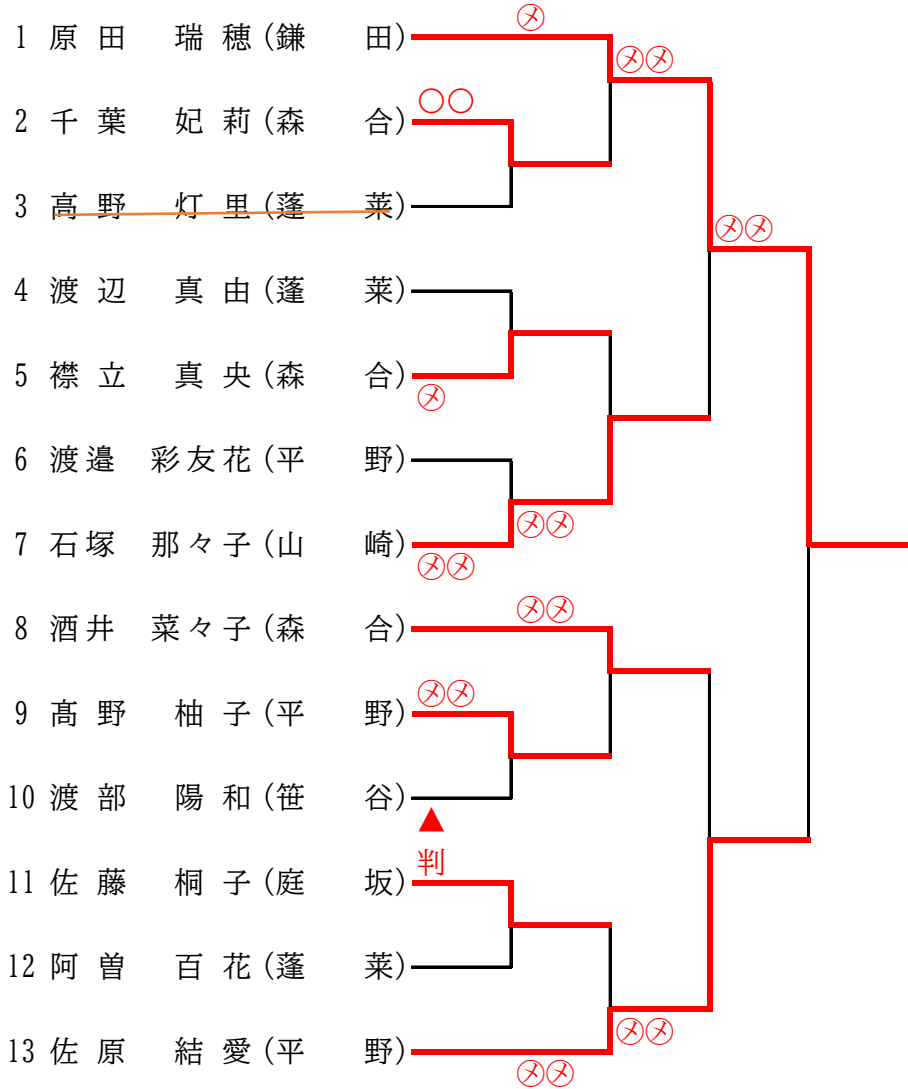 ㋱
1 原田 瑞穂(鎌 田)
㋱㋱
○○
2 千葉 妃莉(森 合)
3 高野 灯里(蓬 莱)
㋱㋱
4 渡辺 真由(蓬 莱)
5 襟立 真央(森 合)
㋱
6 渡邉 彩友花(平 野)
㋱㋱
7 石塚 那々子(山 崎)
㋱㋱
㋱㋱
8 酒井 菜々子(森 合)
㋱㋱
9 髙野 柚子(平 野)
10 渡部 陽和(笹 谷)
▲
判
11 佐藤 桐子(庭 坂)
12 阿曽 百花(蓬 莱)
㋱㋱
13 佐原 結愛(平 野)
㋱㋱